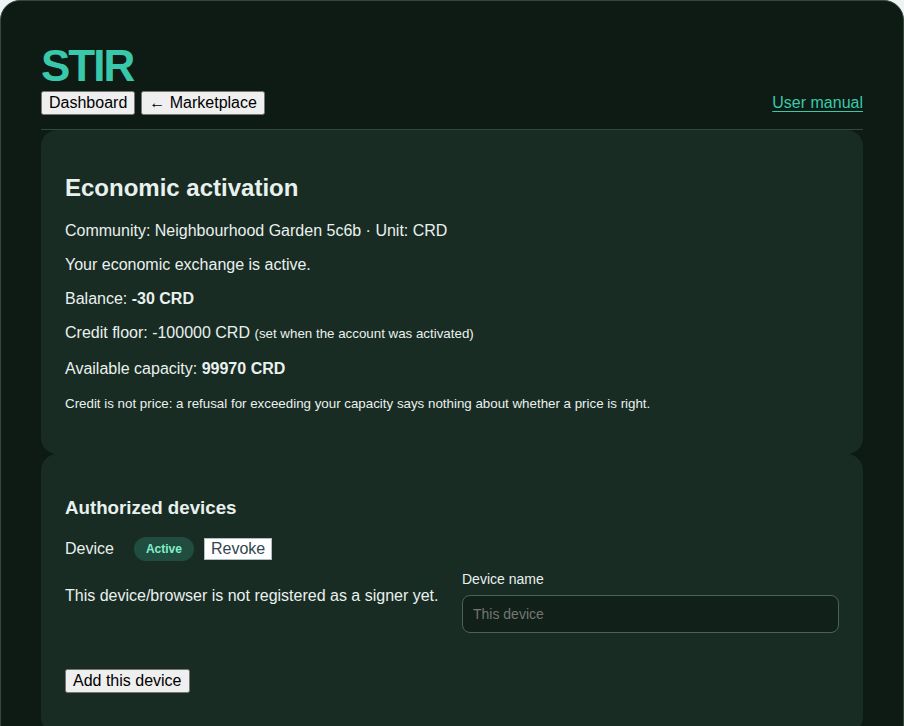 STIR
Dashboard ← Marketplace User manual
Economic activation
Community: Neighbourhood Garden 5c6b · Unit: CRD
Your economic exchange is active.
Balance: -30 CRD
Credit floor: -100000 CRD (set when the account was activated)
Available capacity: 99970 CRD
Credit is not price: a refusal for exceeding your capacity says nothing about whether a price is right.
Authorized devices
Device Active Revoke
This device/browser is not registered as a signer yet.
Device name
This device
Add this device